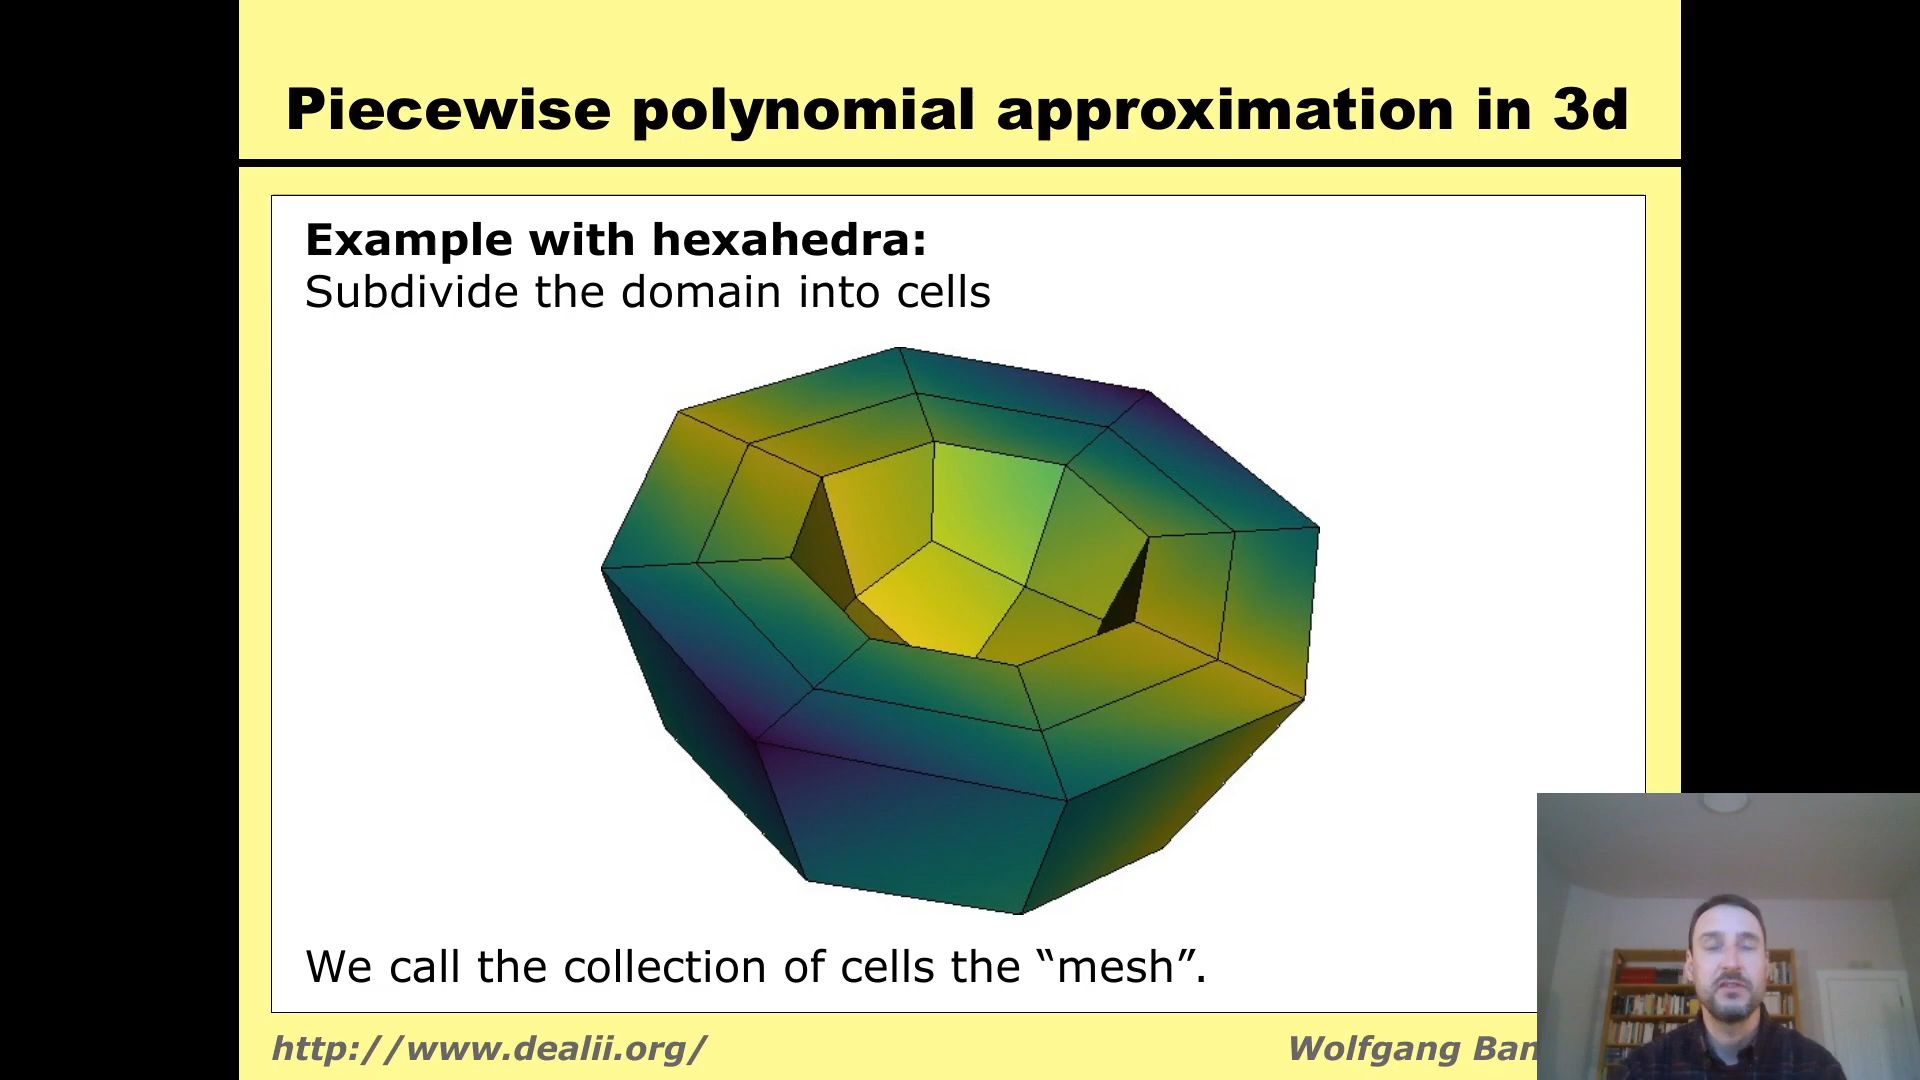 Piecewise polynomial approximation in 3d
Example with hexahedra:
Subdivide the domain into cells
We call the collection of cells the “mesh”.
http://www.dealii.org/
Wolfgang